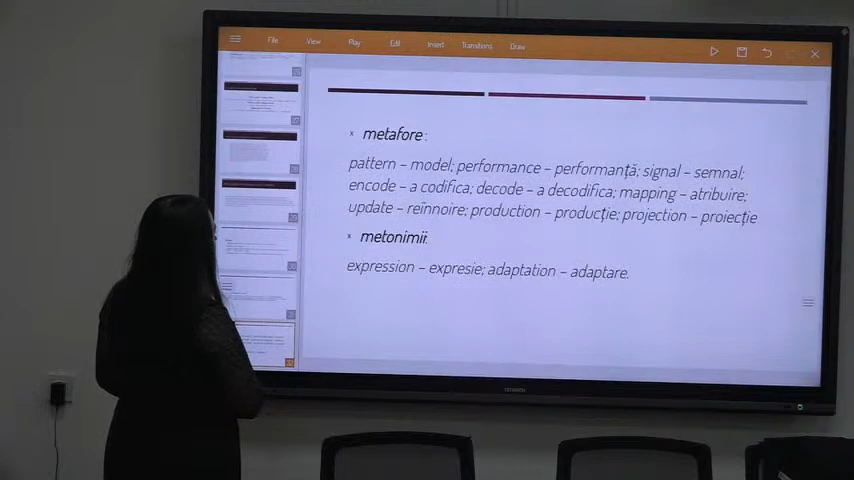 File View Play Edit Insert Transitions Draw
x metafore:
pattern – model; performance – performanță; signal – semnal;
encode – a codifica; decode – a decodifica; mapping – atribuire;
update – reînnoire; production – producție; projection – proiecție
x metonimii:
expression – expresie; adaptation – adaptare.